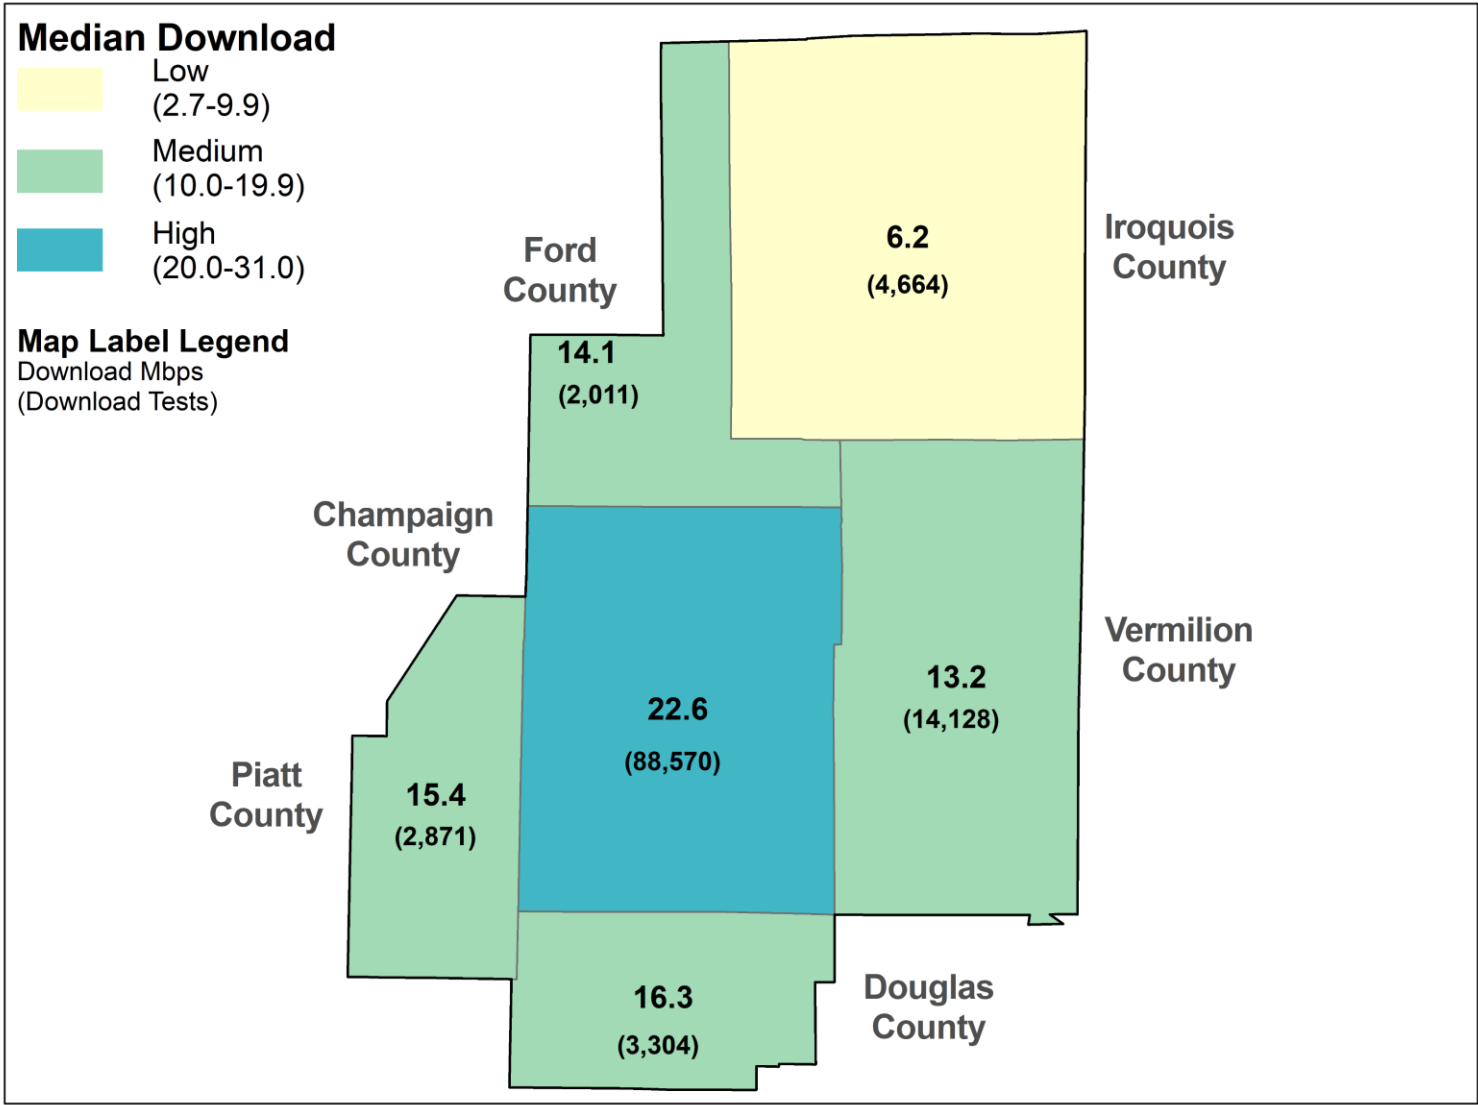 Median Download
Low
(2.7-9.9)
Medium
(10.0-19.9)
High
(20.0-31.0)
Map Label Legend
Download Mbps
(Download Tests)
Iroquois
County
6.2
(4,664)
Ford
County
14.1
(2,011)
Champaign
County
22.6
(88,570)
Vermilion
County
13.2
(14,128)
Piatt
County
15.4
(2,871)
Douglas
County
16.3
(3,304)